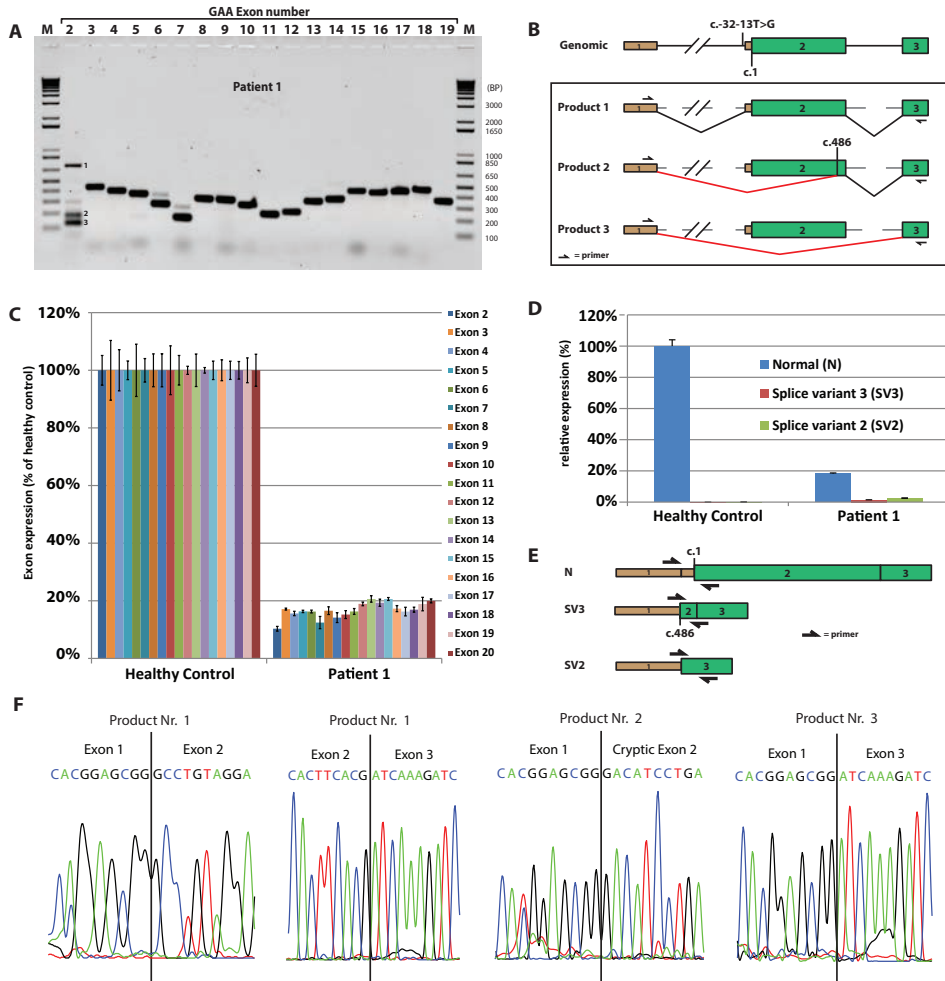 A
GAA Exon number
M 2 3 4 5 6 7 8 9 10 11 12 13 14 15 16 17 18 19 M
Patient 1
(BP)
3000
2000
1650
1000
850
650
500
400
300
200
100
1
2
3
B
c.-32-13T>G
Genomic
1 2 3
c.1
Product 1
1 2 3
c.486
Product 2
1 2 3
Product 3
1 2 3
= primer
C
Exon expression (% of healthy control)
120%
100%
80%
60%
40%
20%
0%
Healthy Control
Patient 1
Exon 2
Exon 3
Exon 4
Exon 5
Exon 6
Exon 7
Exon 8
Exon 9
Exon 10
Exon 11
Exon 12
Exon 13
Exon 14
Exon 15
Exon 16
Exon 17
Exon 18
Exon 19
Exon 20
D
relative expression (%)
120%
100%
80%
60%
40%
20%
0%
Normal (N)
Splice variant 3 (SV3)
Splice variant 2 (SV2)
Healthy Control
Patient 1
E
c.1
N
1 2 3
SV3
1 2 3
c.486
= primer
SV2
1 3
F
Product Nr. 1
Exon 1 Exon 2
CACGGAGCGGGCCTGTAGGA
Product Nr. 1
Exon 2 Exon 3
CACTTCACGATCAAAGATC
Product Nr. 2
Exon 1 Cryptic Exon 2
CACGGAGCGGGACATCCTGA
Product Nr. 3
Exon 1 Exon 3
CACGGAGCGGATCAAAGATC